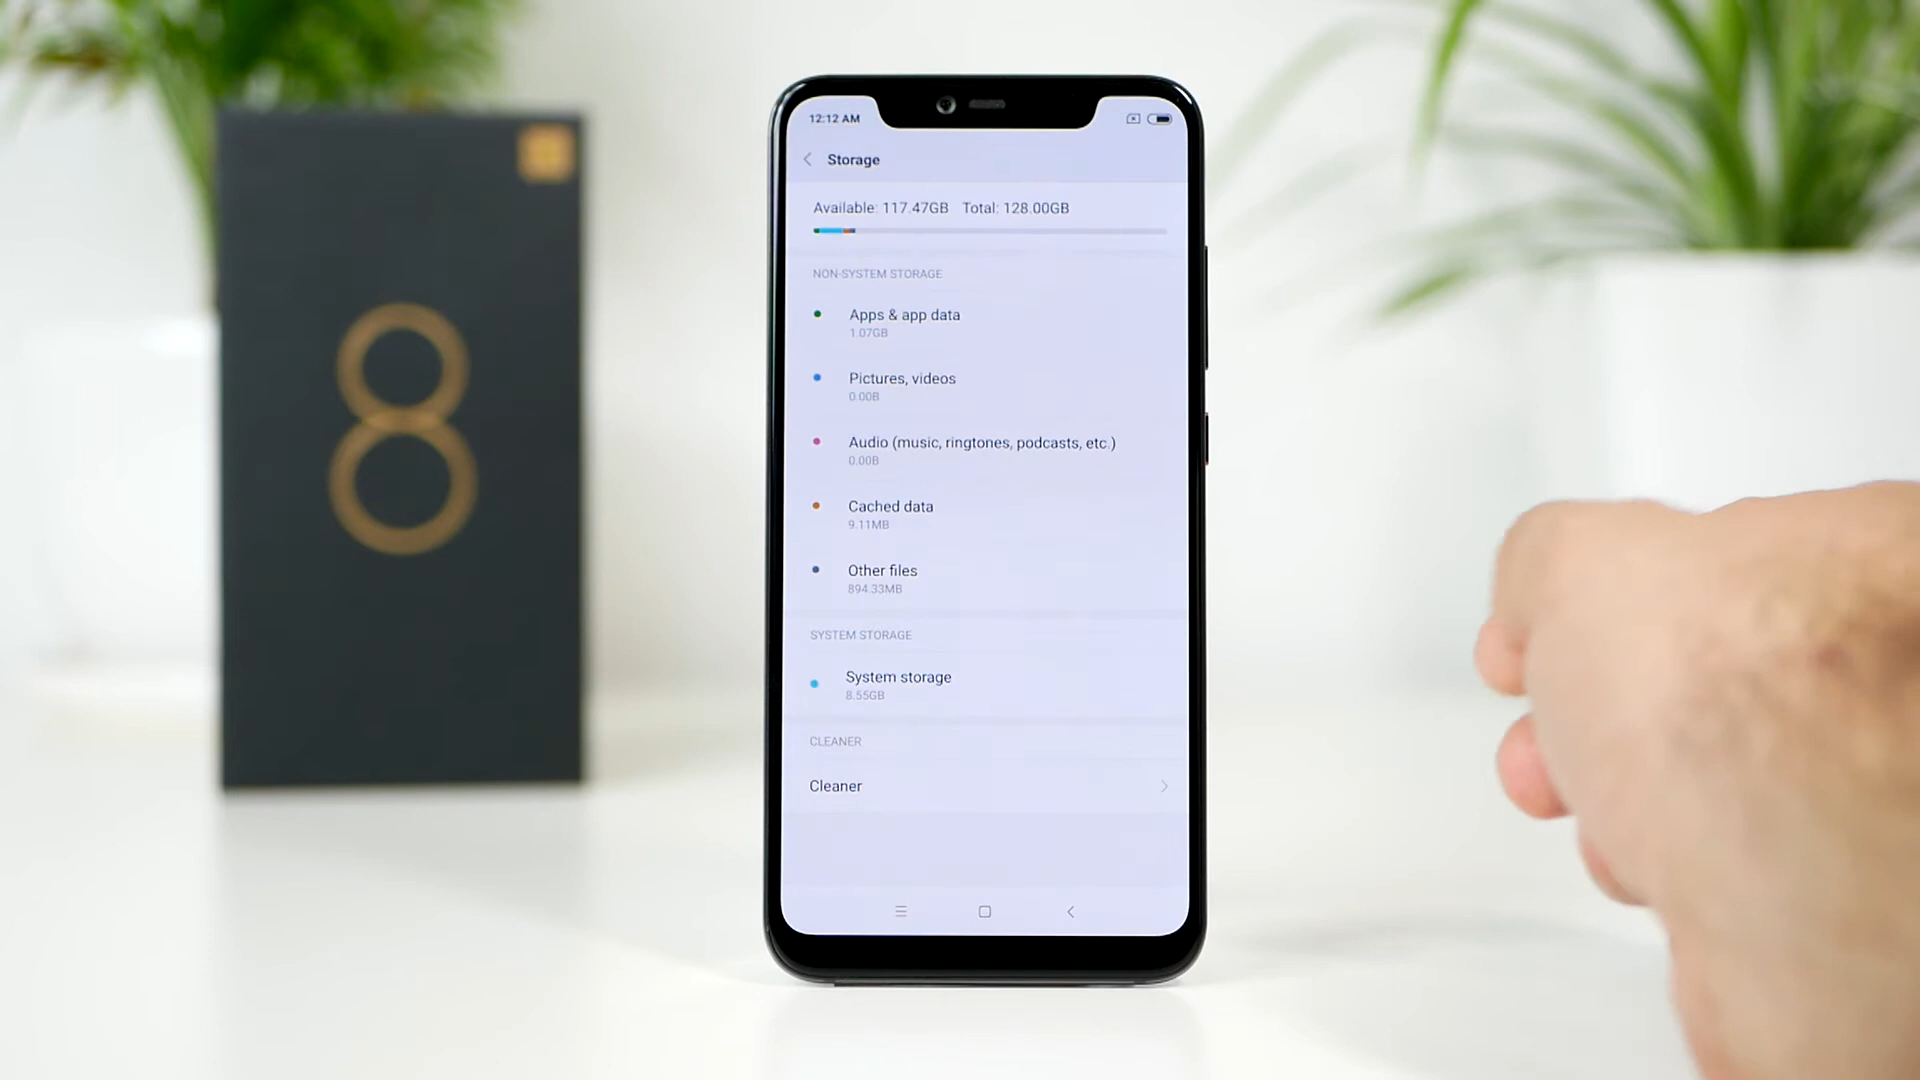 8
12:12 AM
Storage
Available: 117.47GB Total: 128.00GB
NON-SYSTEM STORAGE
Apps & app data
1.07GB
Pictures, videos
0.00B
Audio (music, ringtones, podcasts, etc.)
0.00B
Cached data
9.11MB
Other files
894.33MB
SYSTEM STORAGE
System storage
8.55GB
CLEANER
Cleaner